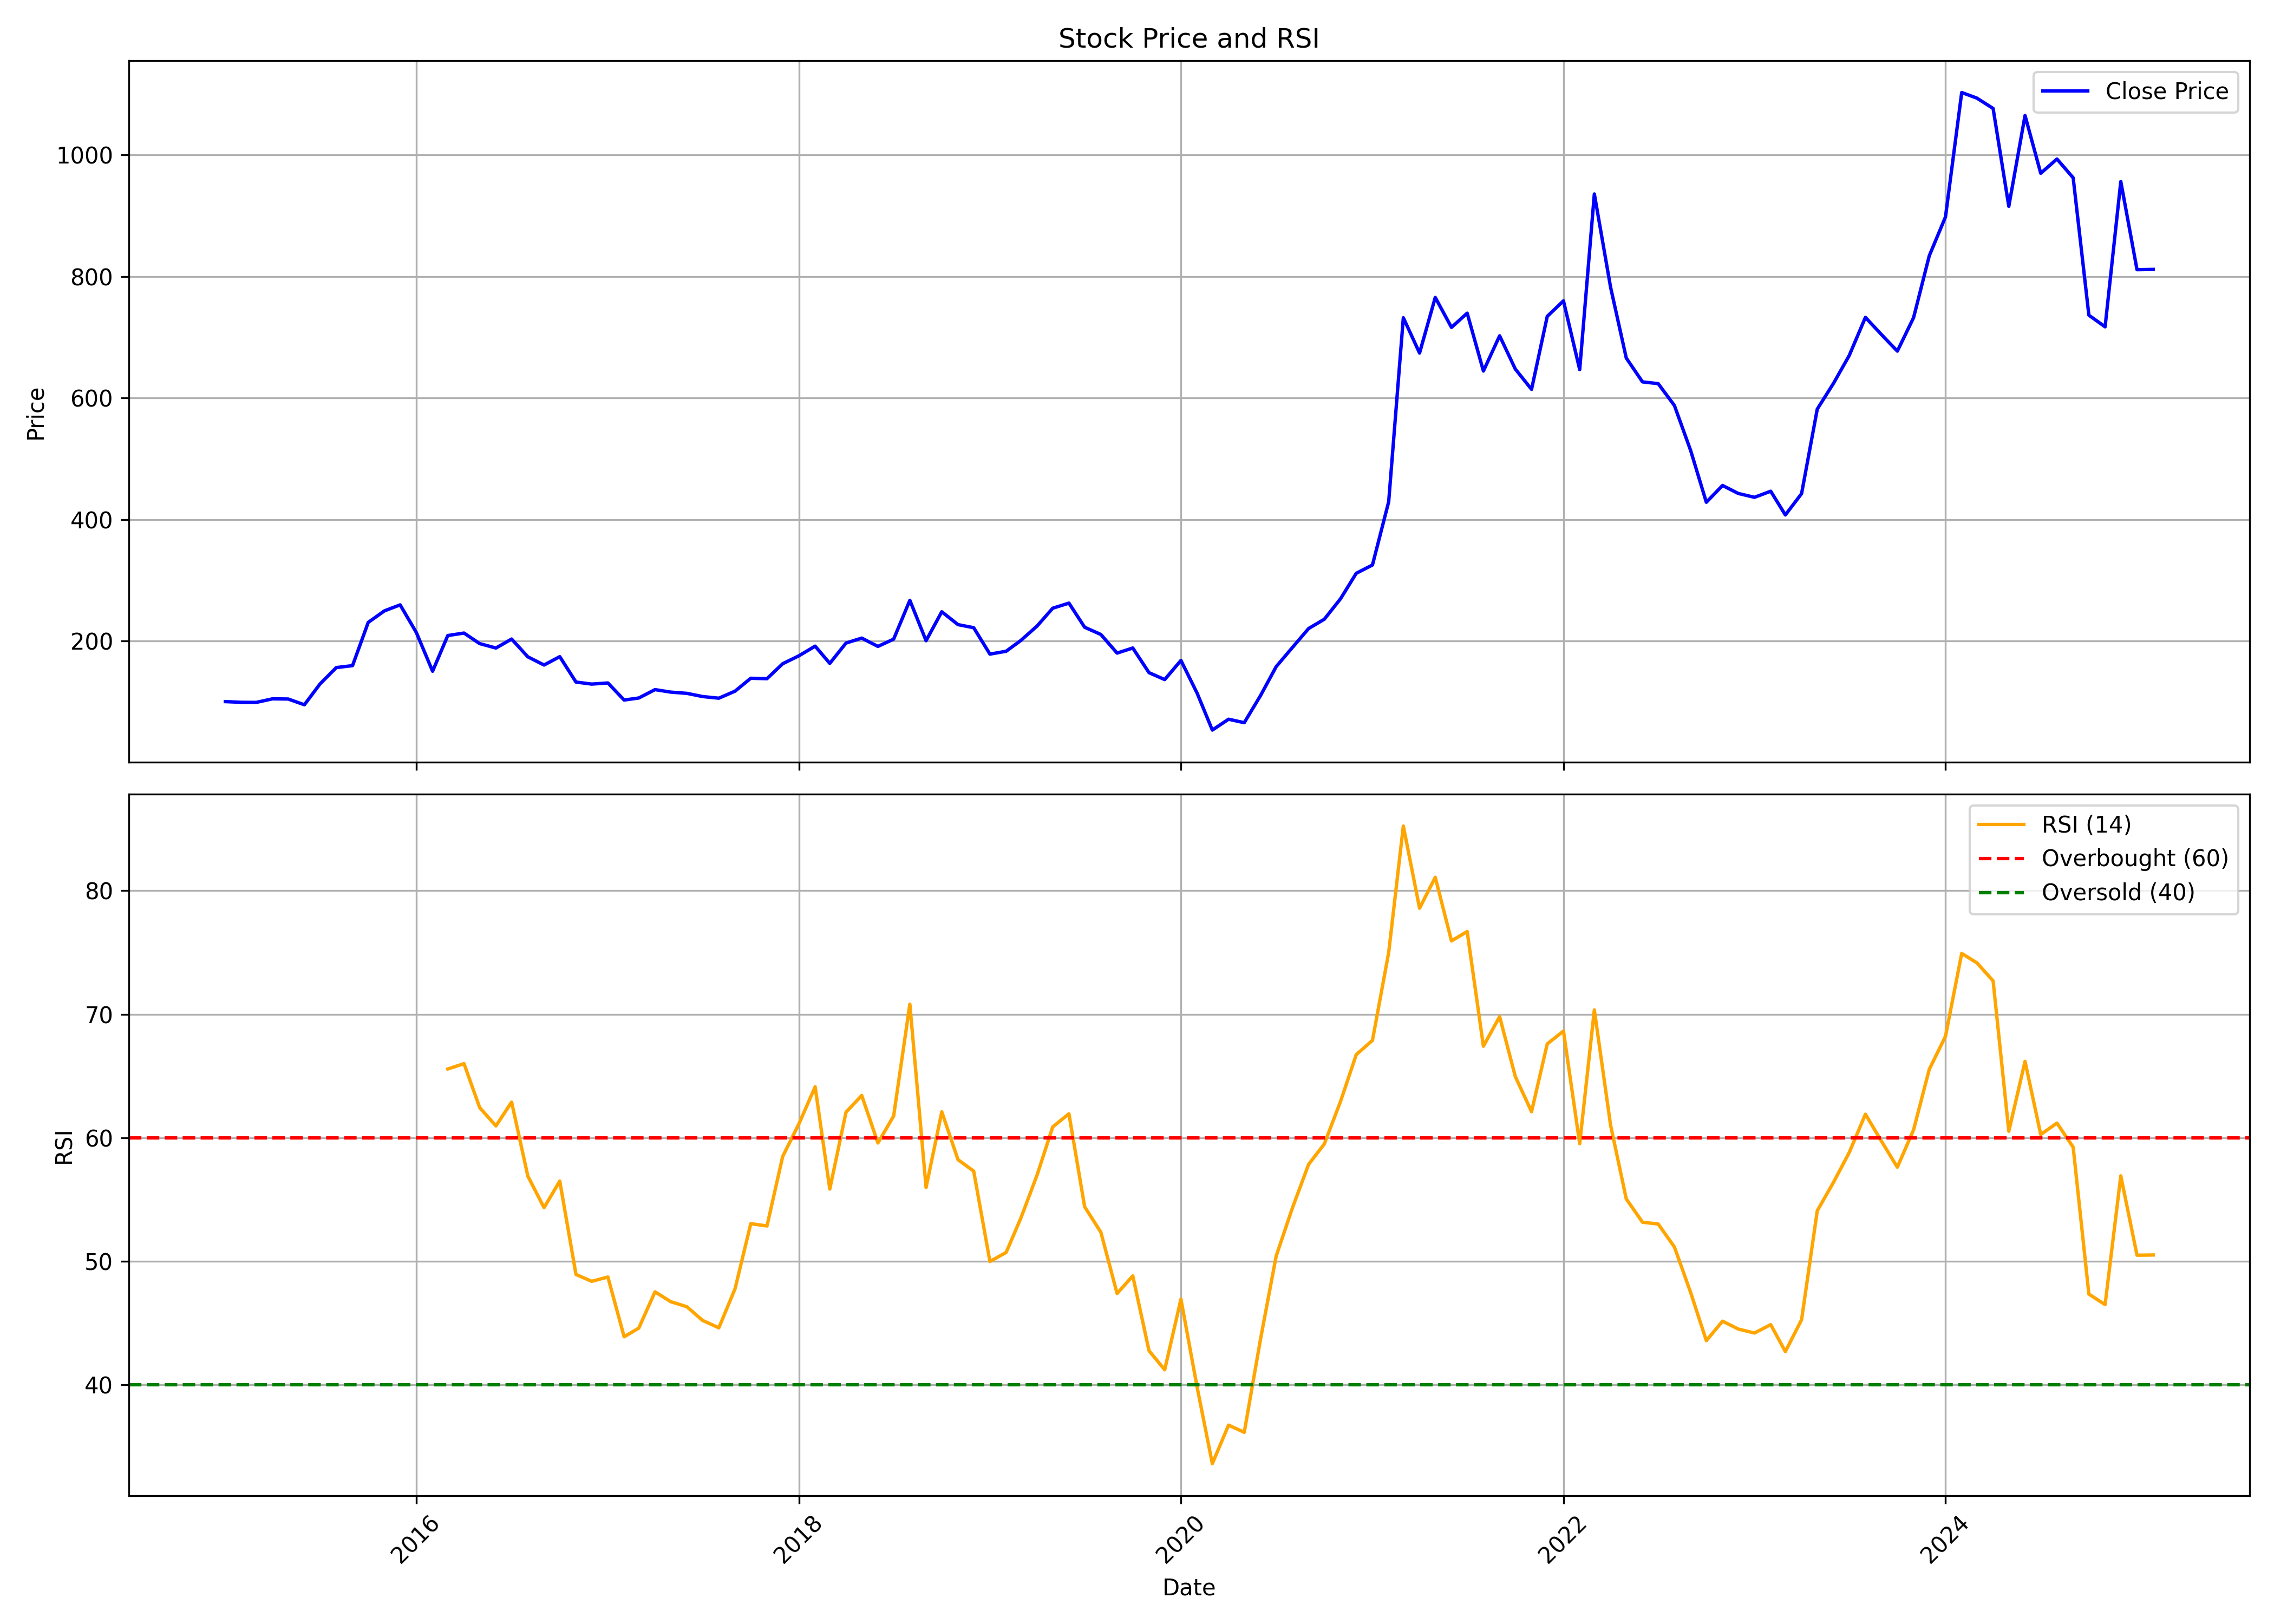 Stock Price and RSI
Close Price
1000
800
600
400
200
Price
RSI (14)
Overbought (60)
Oversold (40)
80
70
60
50
40
RSI
2016
2018
2020
2022
2024
Date